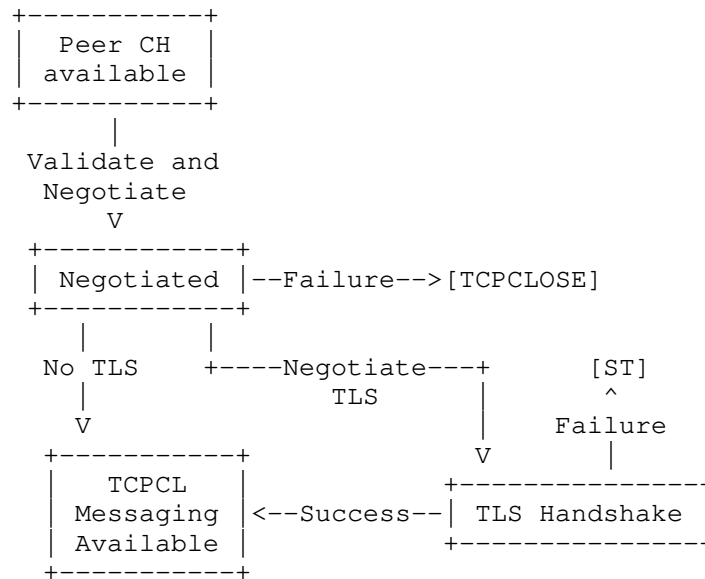 +-----------+
|  Peer CH  |
| available |
+-----------+
      |
 Validate and
  Negotiate
      V
 +------------+
 | Negotiated |--Failure-->[TCPCLOSE]
 +------------+
    |       |
 No TLS     +----Negotiate---+      [ST]
    |            TLS         |       ^
    V                        |    Failure
  +-----------+              V       |
  |   TCPCL   |            +---------------
  | Messaging |<--Success--| TLS Handshake
  | Available |            +---------------
  +-----------+